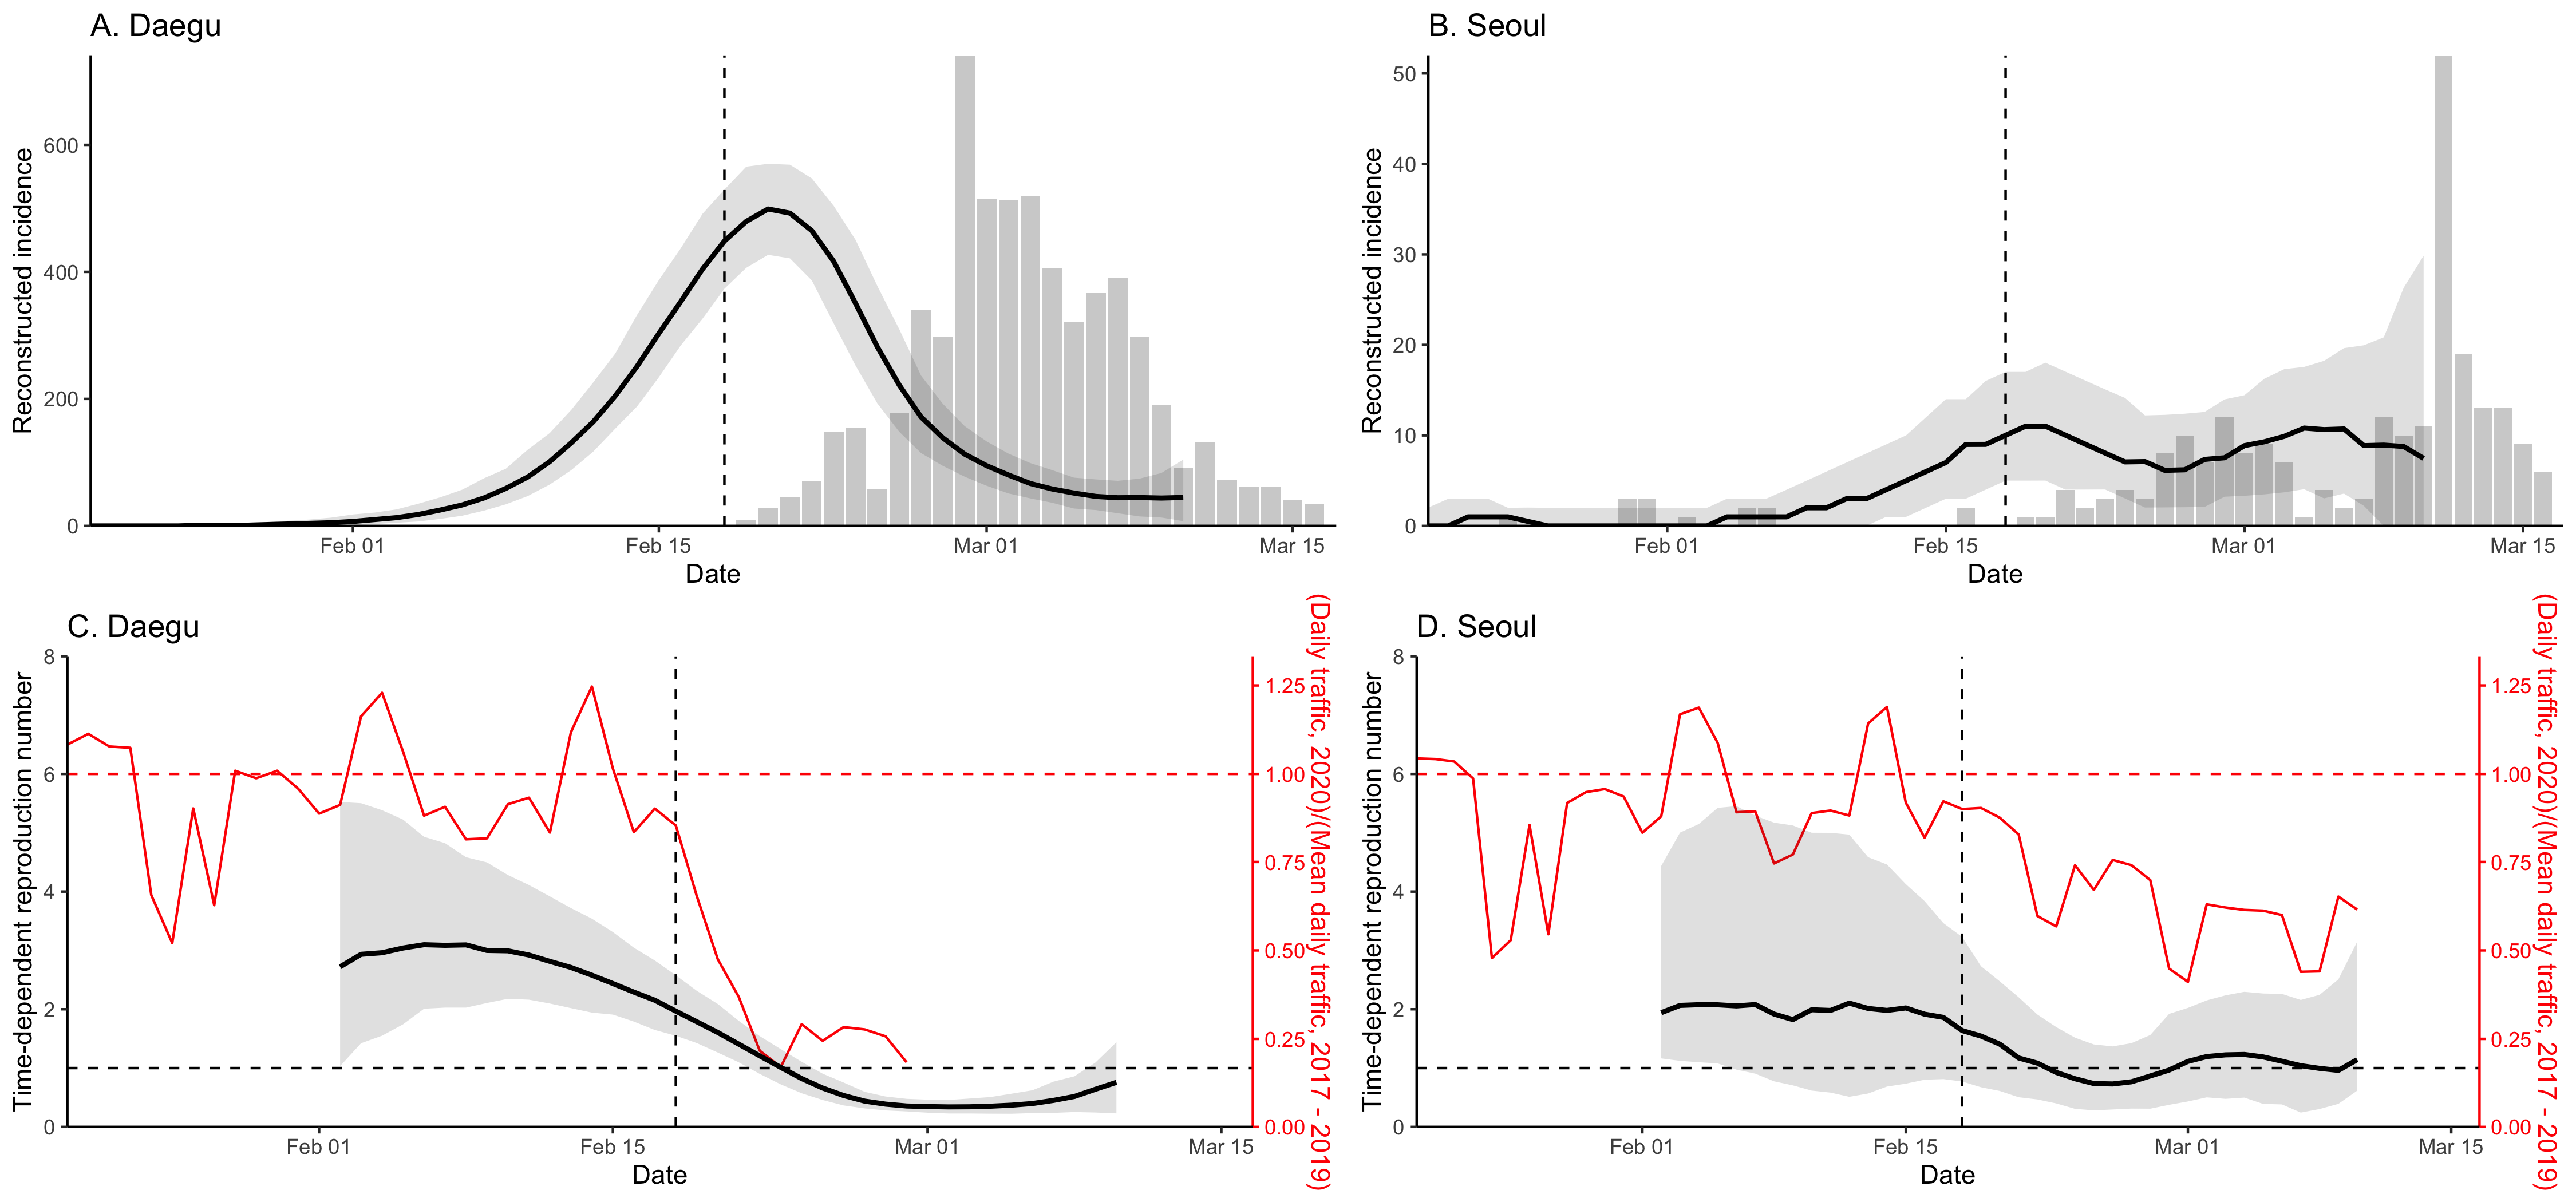 A. Daegu
Reconstructed incidence
600
400
200
0
Feb 01
Feb 15
Mar 01
Mar 15
Date
B. Seoul
Reconstructed incidence
50
40
30
20
10
0
Feb 01
Feb 15
Mar 01
Mar 15
Date
C. Daegu
Time-dependent reproduction number
8
6
4
2
0
Feb 01
Feb 15
Mar 01
Mar 15
Date
1.25
1.00
0.75
0.50
0.25
0.00
(Daily traffic, 2020)/(Mean daily traffic, 2017 - 2019)
D. Seoul
Time-dependent reproduction number
8
6
4
2
0
Feb 01
Feb 15
Mar 01
Mar 15
Date
1.25
1.00
0.75
0.50
0.25
0.00
(Daily traffic, 2020)/(Mean daily traffic, 2017 - 2019)